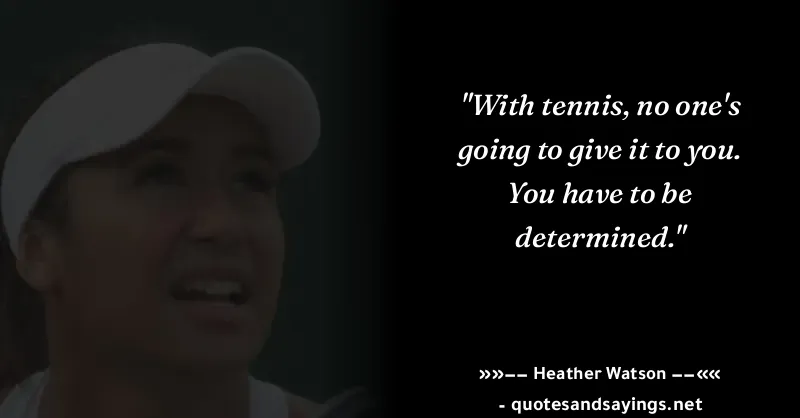 "With tennis, no one's
going to give it to you.
You have to be
determined."
»»−− Heather Watson −−««
- quotesandsayings.net